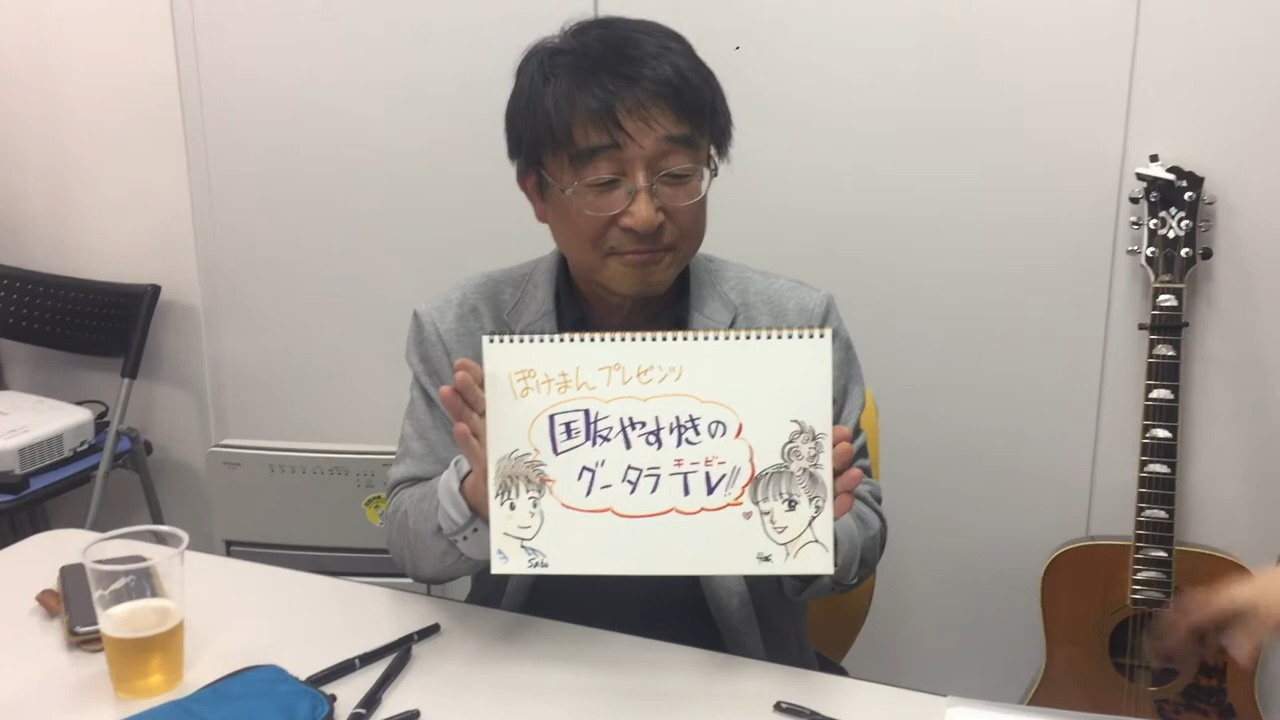 ぽけまんプレゼンツ
国友やすゆきの
グータラTV!!
テービー
Sabu